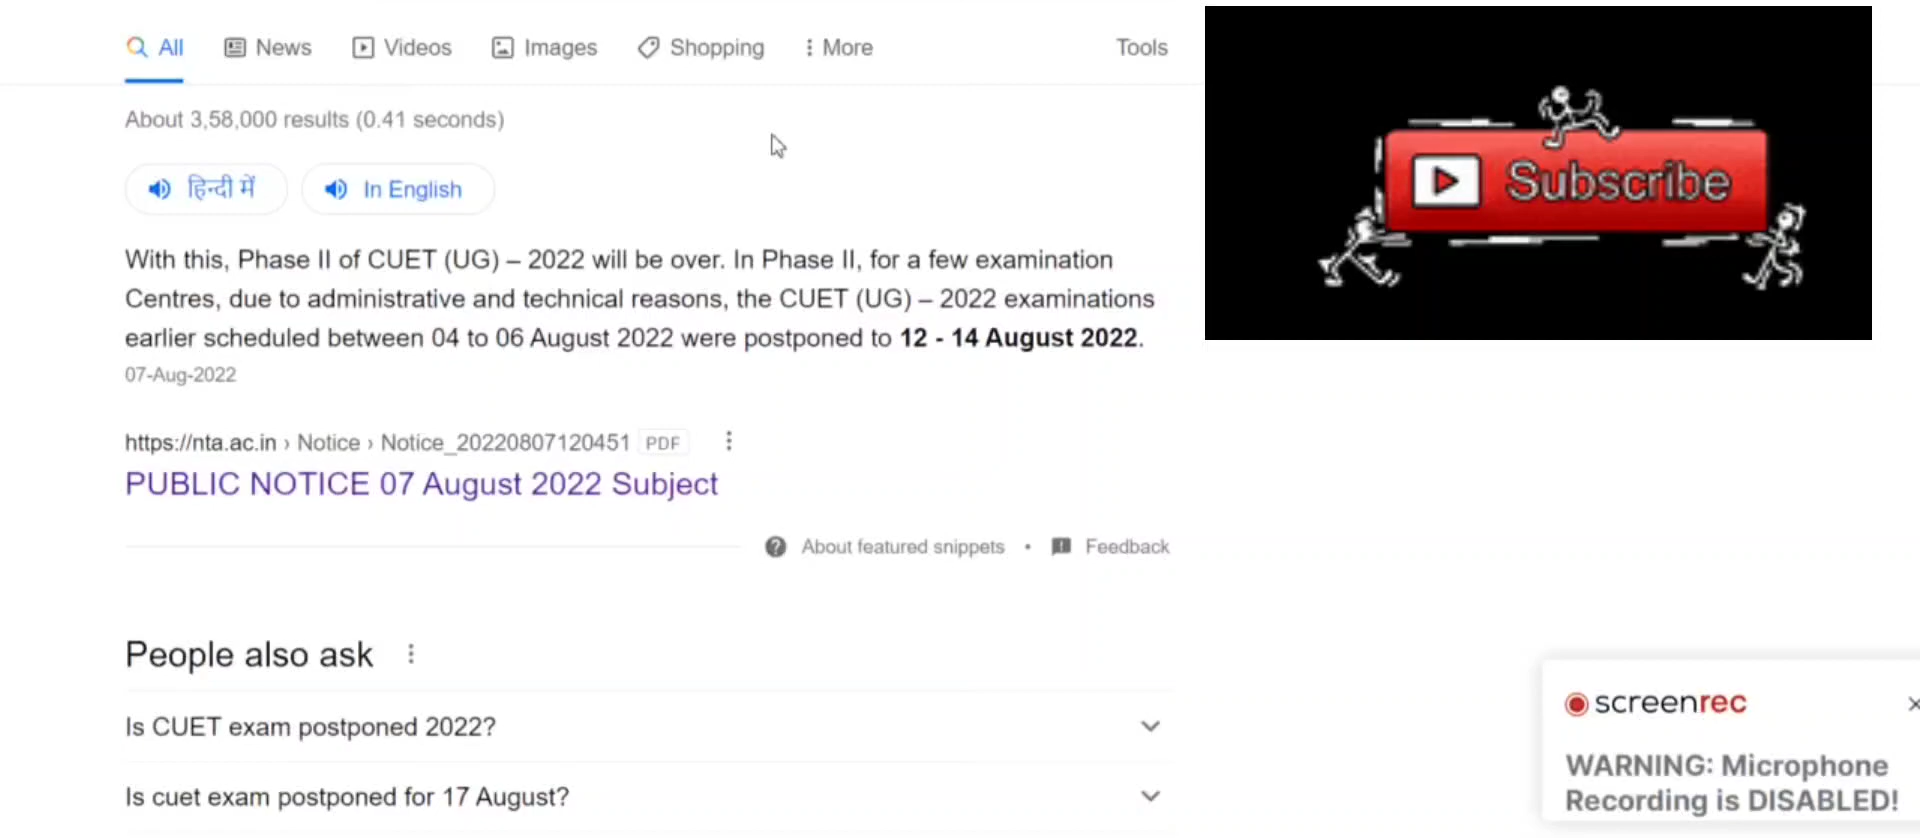 All News Videos Images Shopping More Tools
About 3,58,000 results (0.41 seconds)
हिन्दी में In English
With this, Phase II of CUET (UG) – 2022 will be over. In Phase II, for a few examination
Centres, due to administrative and technical reasons, the CUET (UG) – 2022 examinations
earlier scheduled between 04 to 06 August 2022 were postponed to 12 - 14 August 2022.
07-Aug-2022
https://nta.ac.in › Notice › Notice_20220807120451 PDF
PUBLIC NOTICE 07 August 2022 Subject
About featured snippets • Feedback
People also ask
Is CUET exam postponed 2022?
Is cuet exam postponed for 17 August?
Subscribe
screenrec
WARNING: Microphone
Recording is DISABLED!